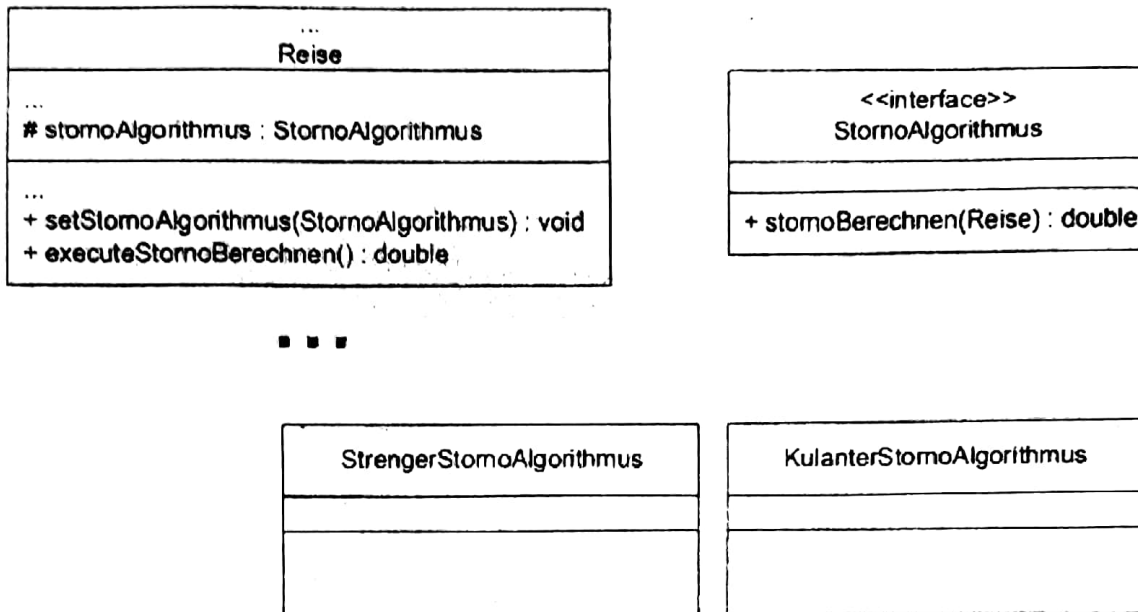 ...
Reise
...
# stornoAlgorithmus : StornoAlgorithmus
...
+ setStornoAlgorithmus(StornoAlgorithmus) : void
+ executeStornoBerechnen() : double
<<interface>>
StornoAlgorithmus
+ stornoBerechnen(Reise) : double
...
StrengerStornoAlgorithmus
KulanterStornoAlgorithmus